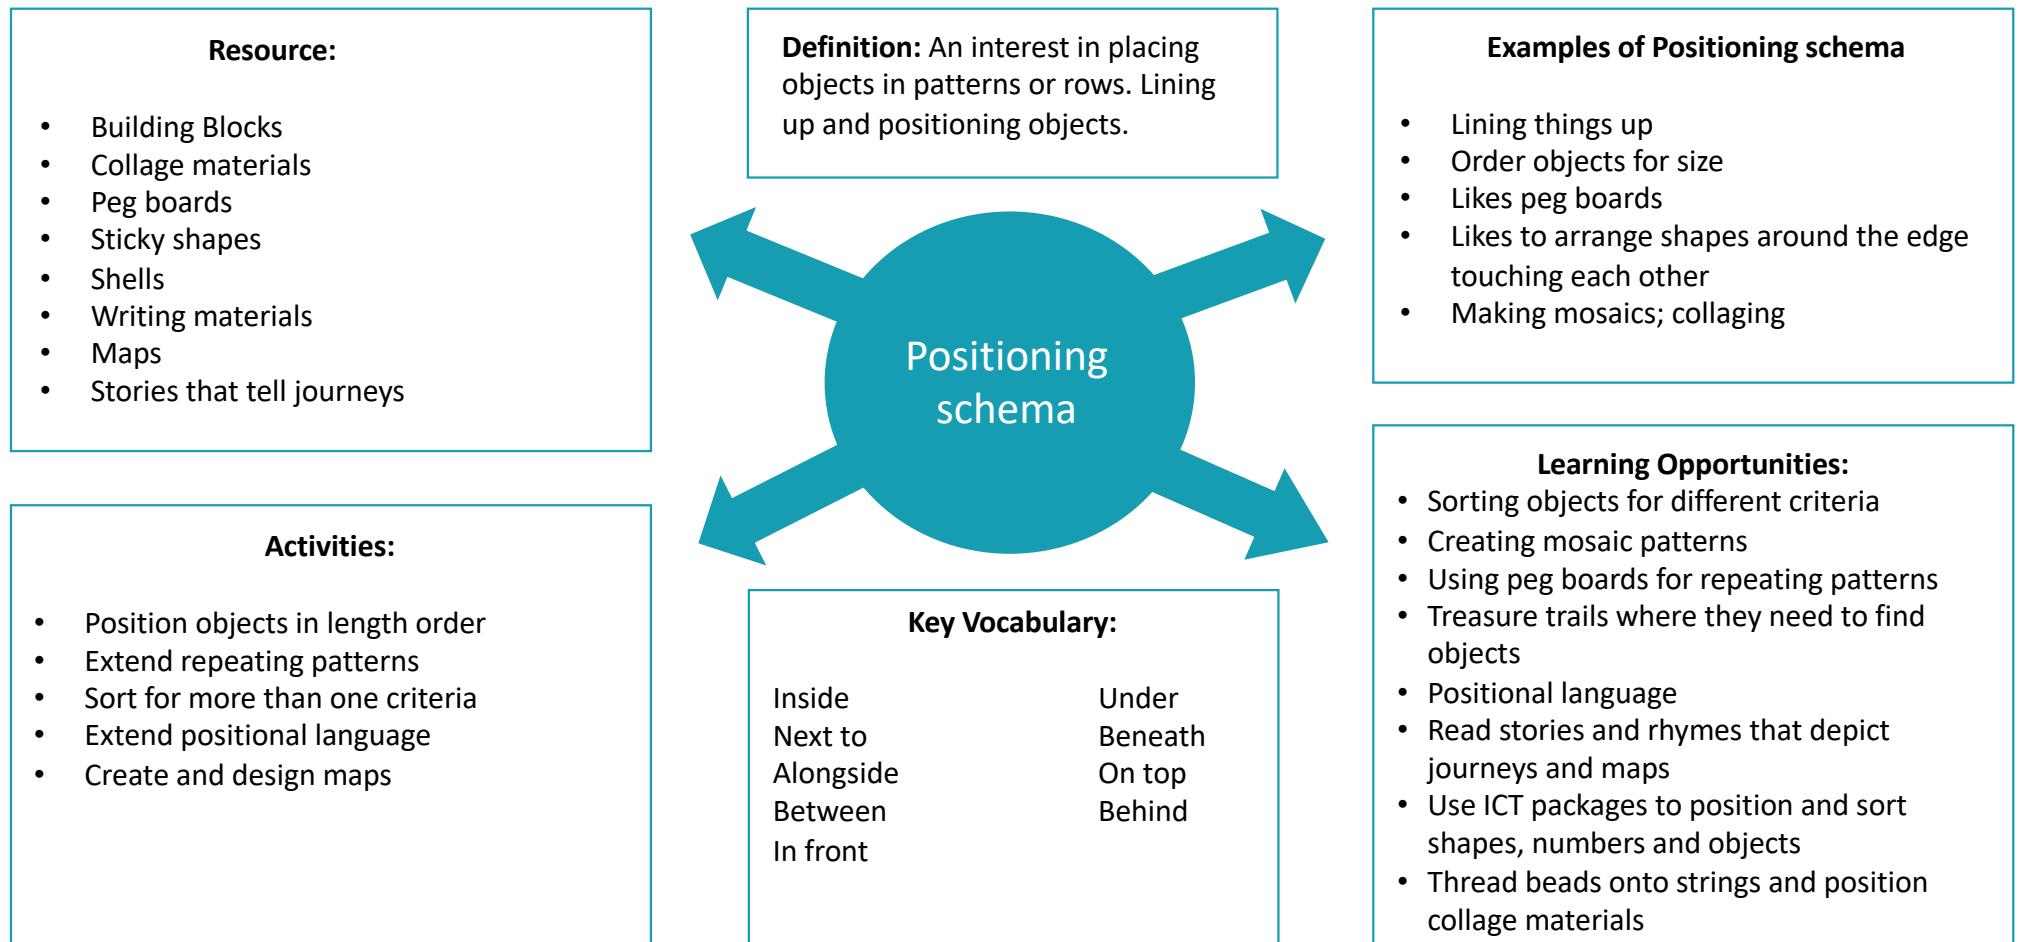 Resource:
• Building Blocks
• Collage materials
• Peg boards
• Sticky shapes
• Shells
• Writing materials
• Maps
• Stories that tell journeys
Definition: An interest in placing
objects in patterns or rows. Lining
up and positioning objects.
Examples of Positioning schema
• Lining things up
• Order objects for size
• Likes peg boards
• Likes to arrange shapes around the edge
touching each other
• Making mosaics; collaging
Positioning
schema
Activities:
• Position objects in length order
• Extend repeating patterns
• Sort for more than one criteria
• Extend positional language
• Create and design maps
Key Vocabulary:
Inside
Next to
Alongside
Between
In front
Under
Beneath
On top
Behind
Learning Opportunities:
• Sorting objects for different criteria
• Creating mosaic patterns
• Using peg boards for repeating patterns
• Treasure trails where they need to find
objects
• Positional language
• Read stories and rhymes that depict
journeys and maps
• Use ICT packages to position and sort
shapes, numbers and objects
• Thread beads onto strings and position
collage materials